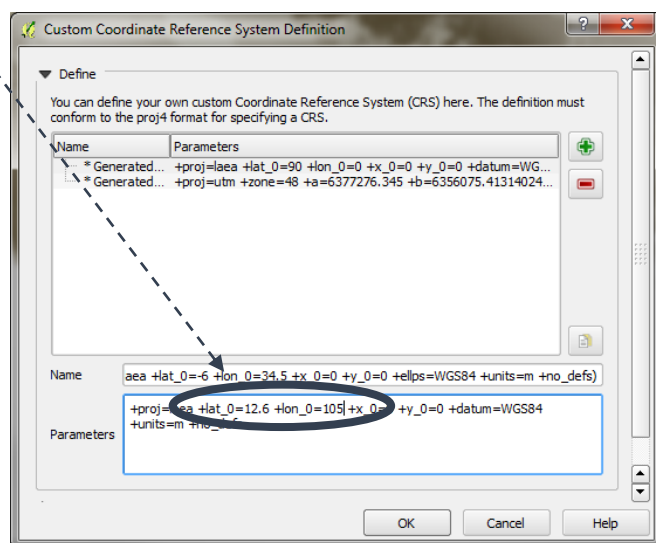 Custom Coordinate Reference System Definition
Define
You can define your own custom Coordinate Reference System (CRS) here. The definition must
conform to the proj4 format for specifying a CRS.
Name Parameters
* Generated... +proj=laea +lat_0=90 +lon_0=0 +x_0=0 +y_0=0 +datum=WG...
* Generated... +proj=utm +zone=48 +a=6377276.345 +b=6356075.41314024...
Name aea +lat_0=-6 +lon_0=34.5 +x_0=0 +y_0=0 +ellps=WGS84 +units=m +no_defs)
+lat_0=12.6 +lon_0=105 +y_0=0 +datum=WGS84
+units=m
Parameters
OK Cancel Help